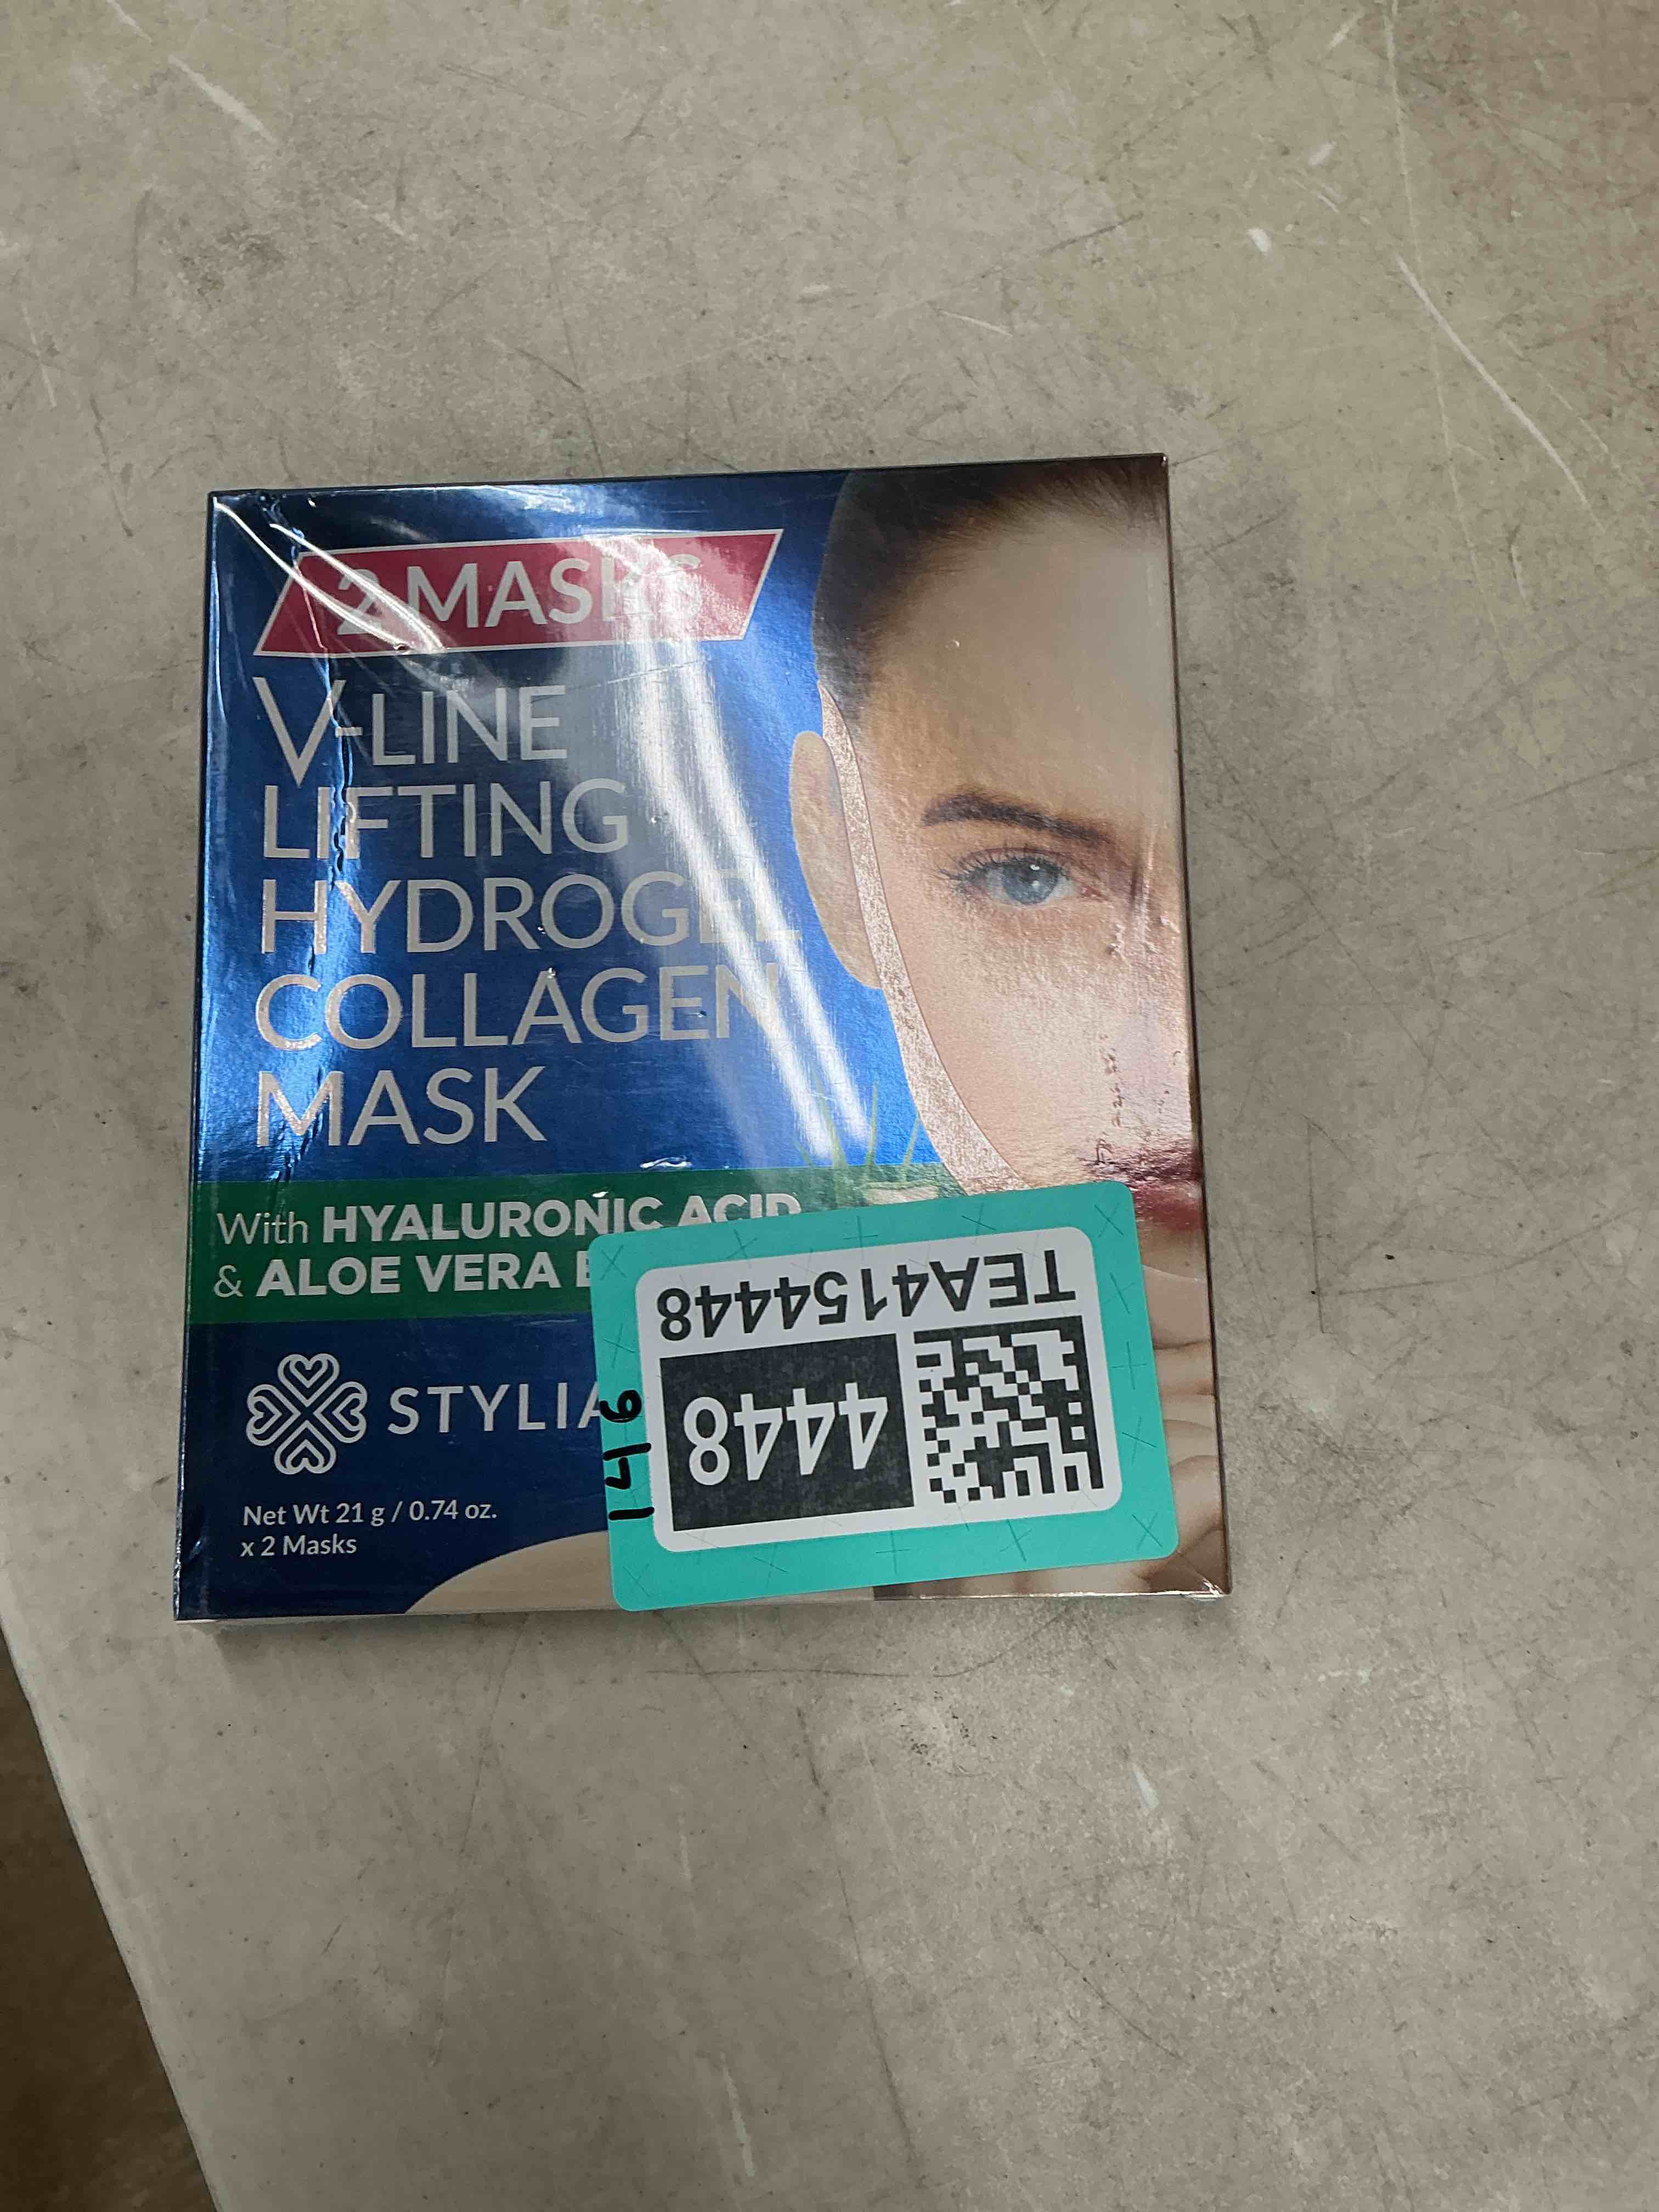 2 MASKS
V-LINE
LIFTING
HYDROGEL
COLLAGEN
MASK
With HYALURONIC ACID
& ALOE VERA
STYLIA
Net Wt 21 g / 0.74 oz.
x 2 Masks
TEA4154448
4448
146